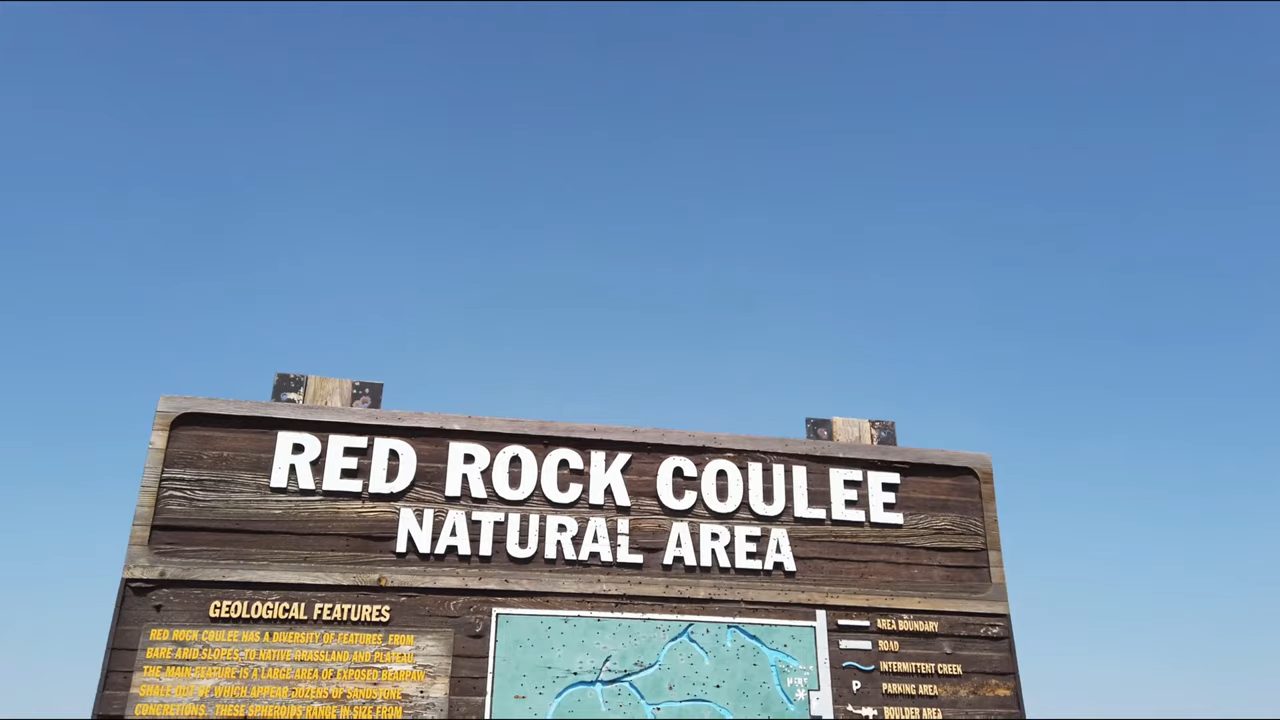 RED ROCK COULEE
NATURAL AREA
GEOLOGICAL FEATURES
RED ROCK COULEE HAS A DIVERSITY OF FEATURES, FROM
BARE ARID SLOPES, TO NATIVE GRASSLAND AND PLATEAU.
THE MAIN FEATURE IS A LARGE AREA OF EXPOSED BEARPAW
SHALE OUT OF WHICH APPEAR DOZENS OF SANDSTONE
CONCRETIONS. THESE SPHEROIDS RANGE IN SIZE FROM
HERE
AREA BOUNDARY
ROAD
INTERMITTENT CREEK
P PARKING AREA
BOULDER AREA